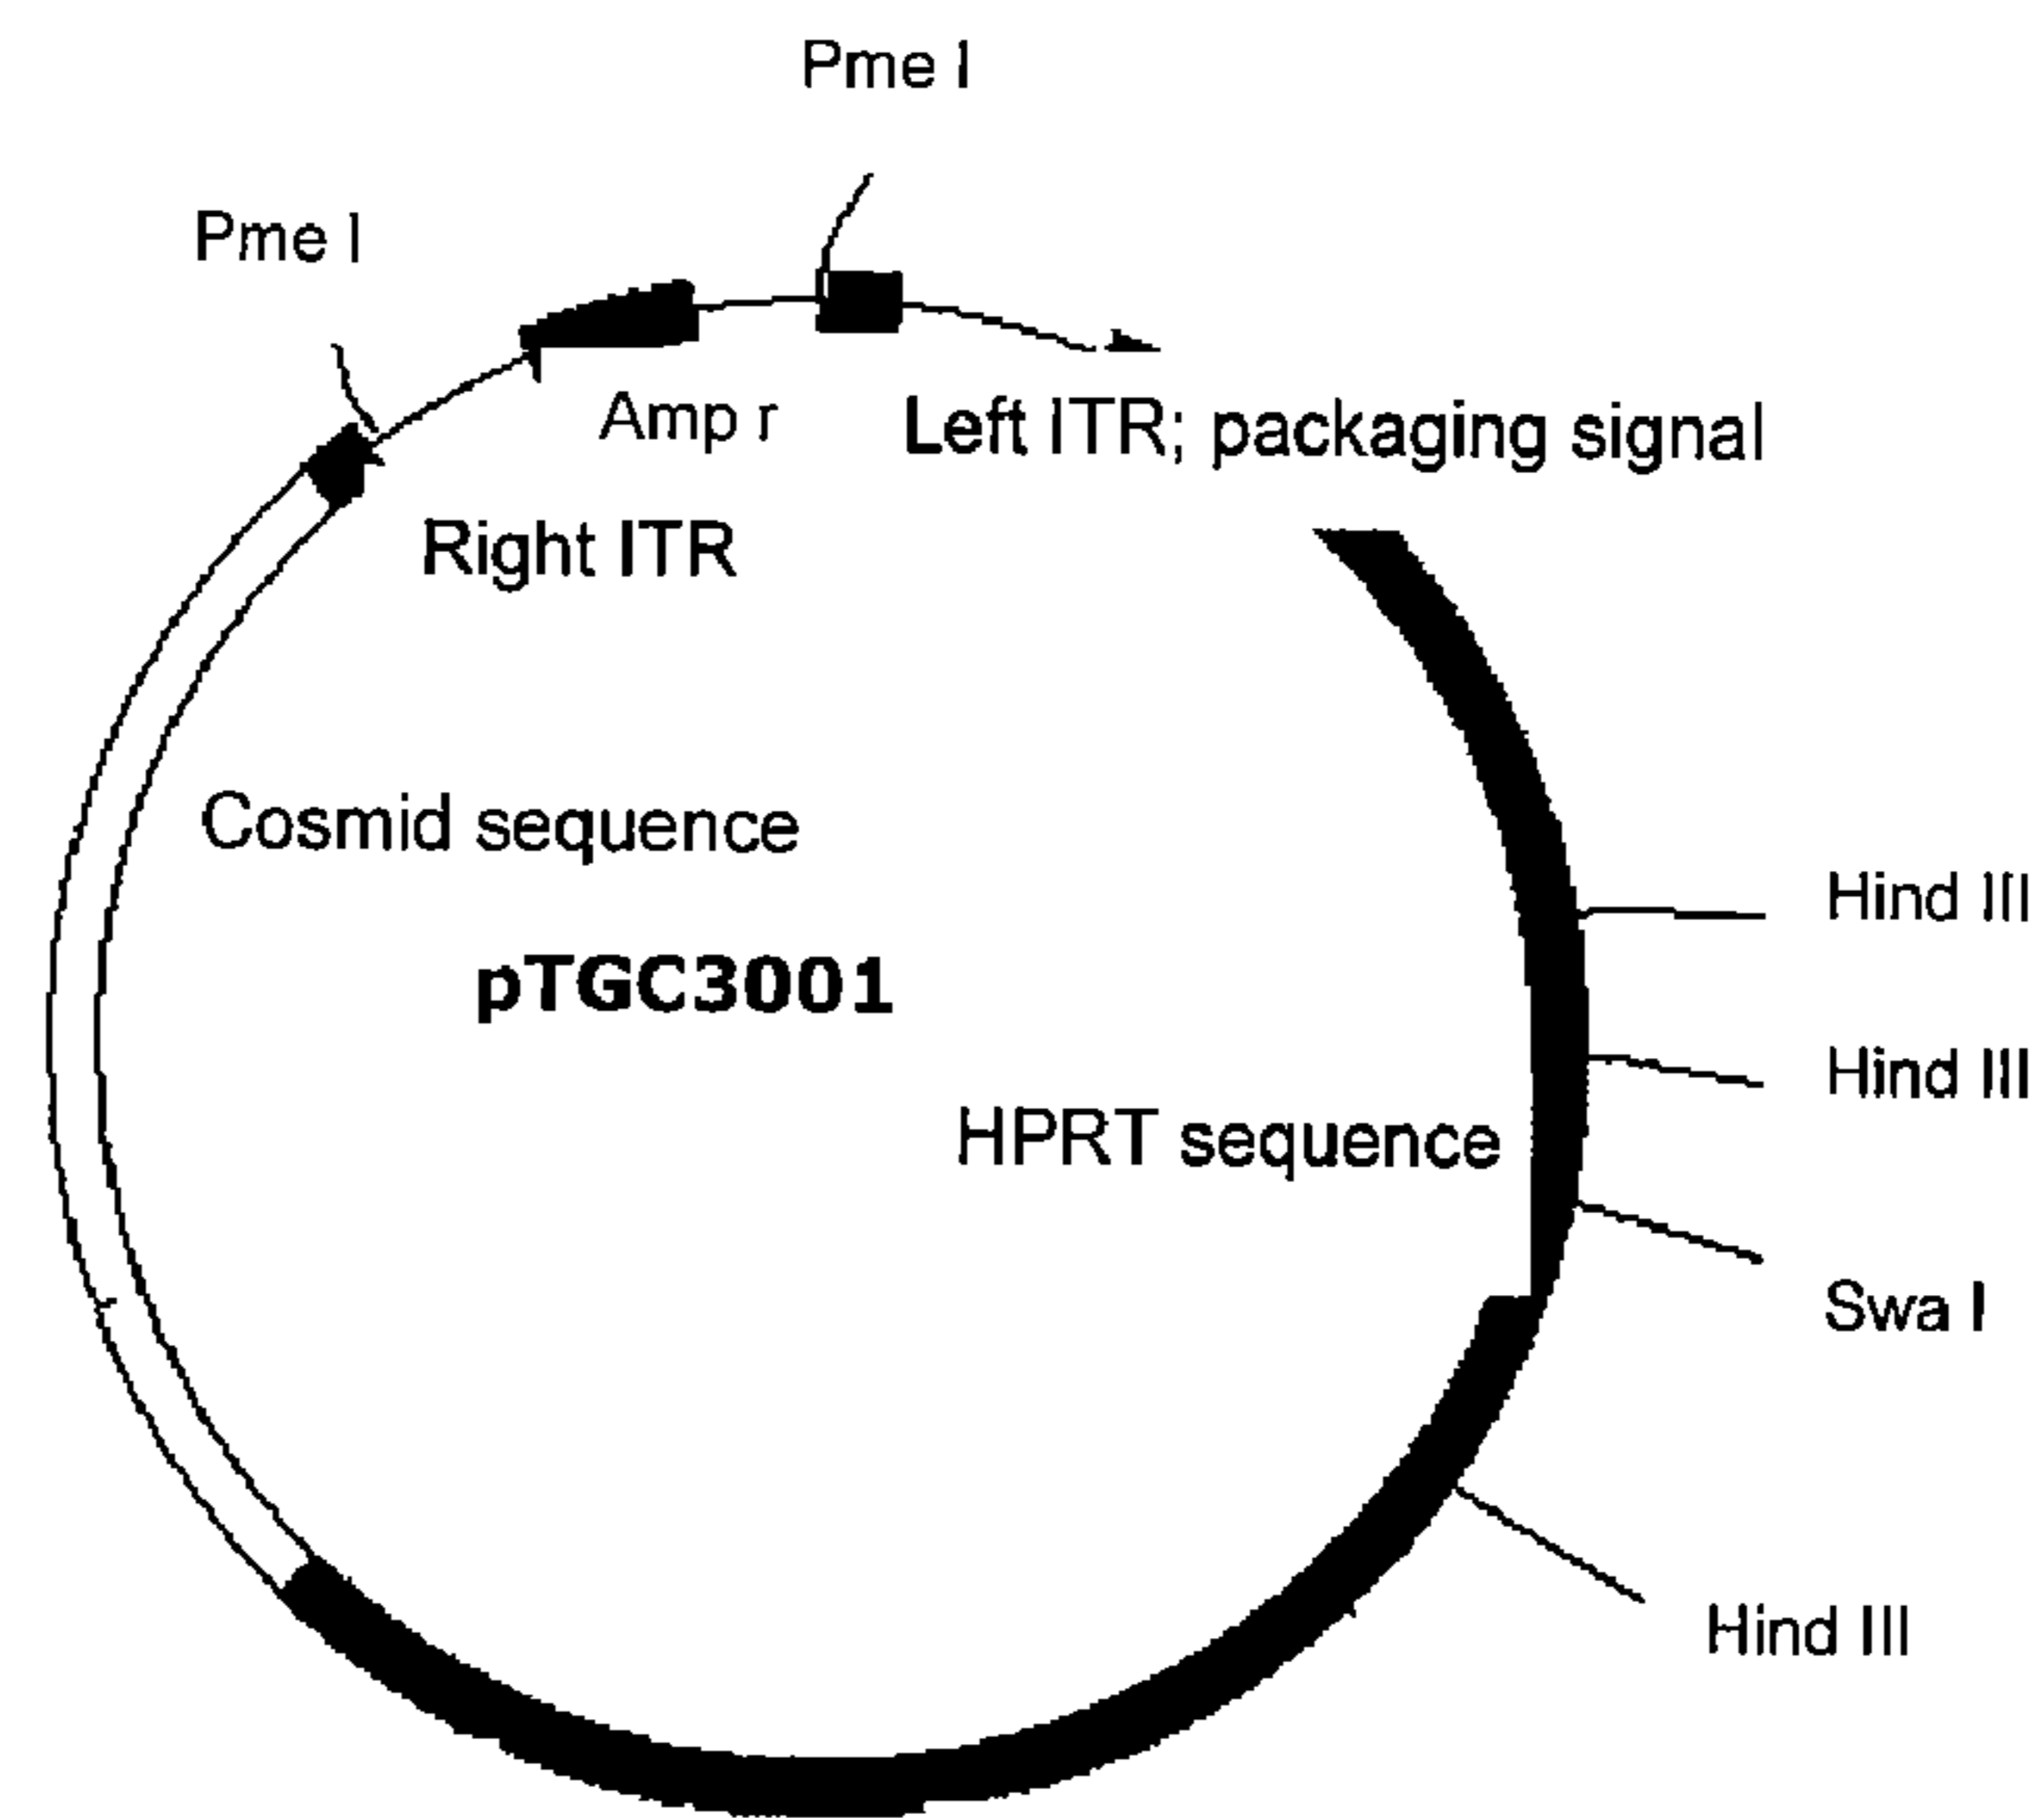 Pme I
Pme I
Amp r
Left ITR; packaging signal
Right ITR
Cosmid sequence
Hind III
pTGC3001
Hind III
HPRT sequence
Swa I
Hind III